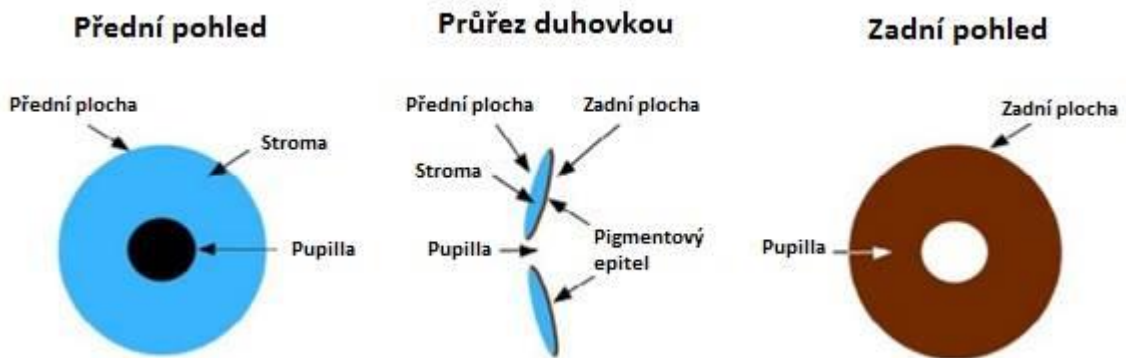 Přední pohled
Přední plocha
Stroma
Pupilla
Průřez duhovkou
Přední plocha
Zadní plocha
Stroma
Pupilla
Pigmentový
epitel
Zadní pohled
Zadní plocha
Pupilla